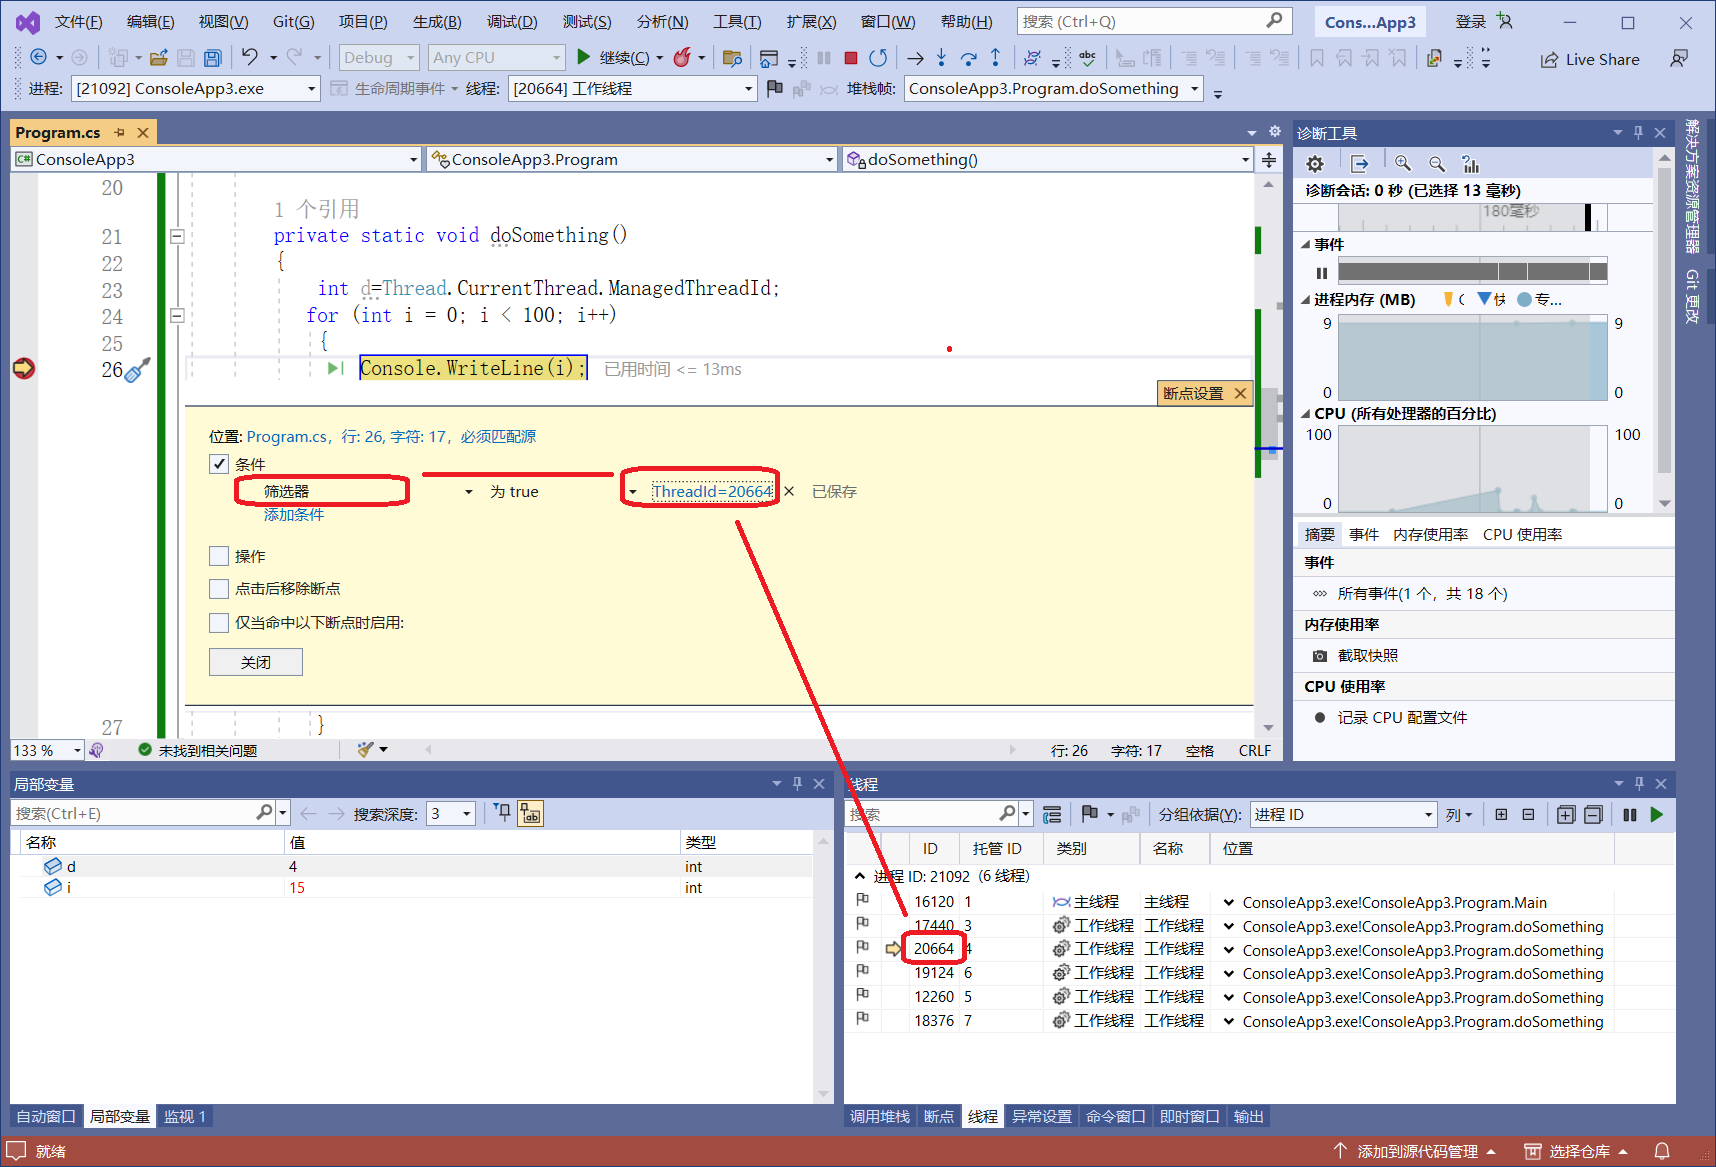 文件(F) 编辑(E) 视图(V) Git(G) 项目(P) 生成(B) 调试(D) 测试(S) 分析(N) 工具(T) 扩展(X) 窗口(W) 帮助(H) 搜索 (Ctrl+Q) Cons...App3 登录
Debug Any CPU 继续(C) abc Live Share
进程: [21092] ConsoleApp3.exe 生命周期事件 线程: [20664] 工作线程 堆栈帧: ConsoleApp3.Program.doSomething
Program.cs
C# ConsoleApp3 ConsoleApp3.Program doSomething()
20
1 个引用
21 private static void doSomething()
22 {
23 int d=Thread.CurrentThread.ManagedThreadId;
24 for (int i = 0; i < 100; i++)
25 {
26 Console.WriteLine(i); 已用时间 <= 13ms
断点设置
位置: Program.cs, 行: 26, 字符: 17, 必须匹配源
条件
筛选器 为 true ThreadId=20664 已保存
添加条件
操作
点击后移除断点
仅当命中以下断点时启用:
关闭
27 }
133 % 未找到相关问题 行: 26 字符: 17 空格 CRLF
诊断工具
诊断会话: 0 秒 (已选择 13 毫秒)
180毫秒
事件
进程内存 (MB) 快 专...
9 9
0 0
CPU (所有处理器的百分比)
100 100
0 0
摘要 事件 内存使用率 CPU 使用率
事件
所有事件(1 个，共 18 个)
内存使用率
截取快照
CPU 使用率
记录 CPU 配置文件
解决方案资源管理器
Git 更改
局部变量
搜索(Ctrl+E) 搜索深度: 3
名称 值 类型
d 4 int
i 15 int
自动窗口 局部变量 监视 1
线程
搜索 分组依据(Y): 进程 ID 列
ID 托管 ID 类别 名称 位置
进程 ID: 21092 (6 线程)
16120 1 主线程 主线程 ConsoleApp3.exe!ConsoleApp3.Program.Main
17440 3 工作线程 工作线程 ConsoleApp3.exe!ConsoleApp3.Program.doSomething
20664 4 工作线程 工作线程 ConsoleApp3.exe!ConsoleApp3.Program.doSomething
19124 6 工作线程 工作线程 ConsoleApp3.exe!ConsoleApp3.Program.doSomething
12260 5 工作线程 工作线程 ConsoleApp3.exe!ConsoleApp3.Program.doSomething
18376 7 工作线程 工作线程 ConsoleApp3.exe!ConsoleApp3.Program.doSomething
调用堆栈 断点 线程 异常设置 命令窗口 即时窗口 输出
就绪 添加到源代码管理 选择仓库